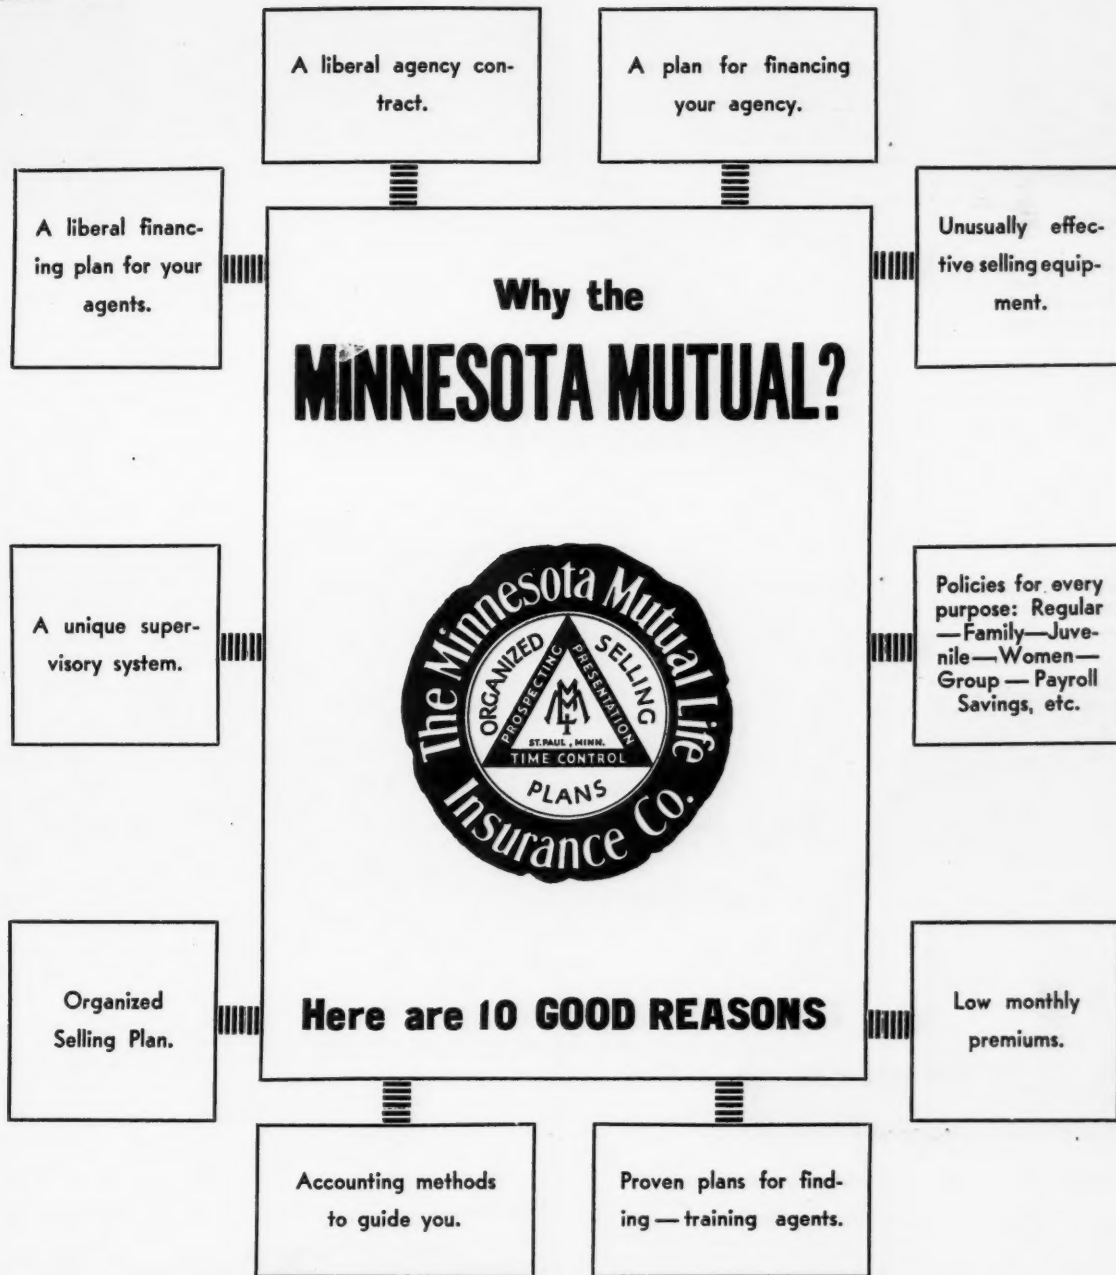 A liberal agency con-
tract.
A plan for financing
your agency.
A liberal financ-
ing plan for your
agents.
Unusually effec-
tive selling equip-
ment.
Why the
MINNESOTA MUTUAL?
A unique super-
visory system.
The Minnesota Mutual Life
Insurance Co.
ORGANIZED
SELLING
PLANS
PROSPECTING
PRESENTATION
TIME CONTROL
MMLI
ST. PAUL, MINN.
Policies for every
purpose: Regular
—Family—Juve-
nile—Women—
Group — Payroll
Savings, etc.
Organized
Selling Plan.
Here are 10 GOOD REASONS
Low monthly
premiums.
Accounting methods
to guide you.
Proven plans for find-
ing — training agents.